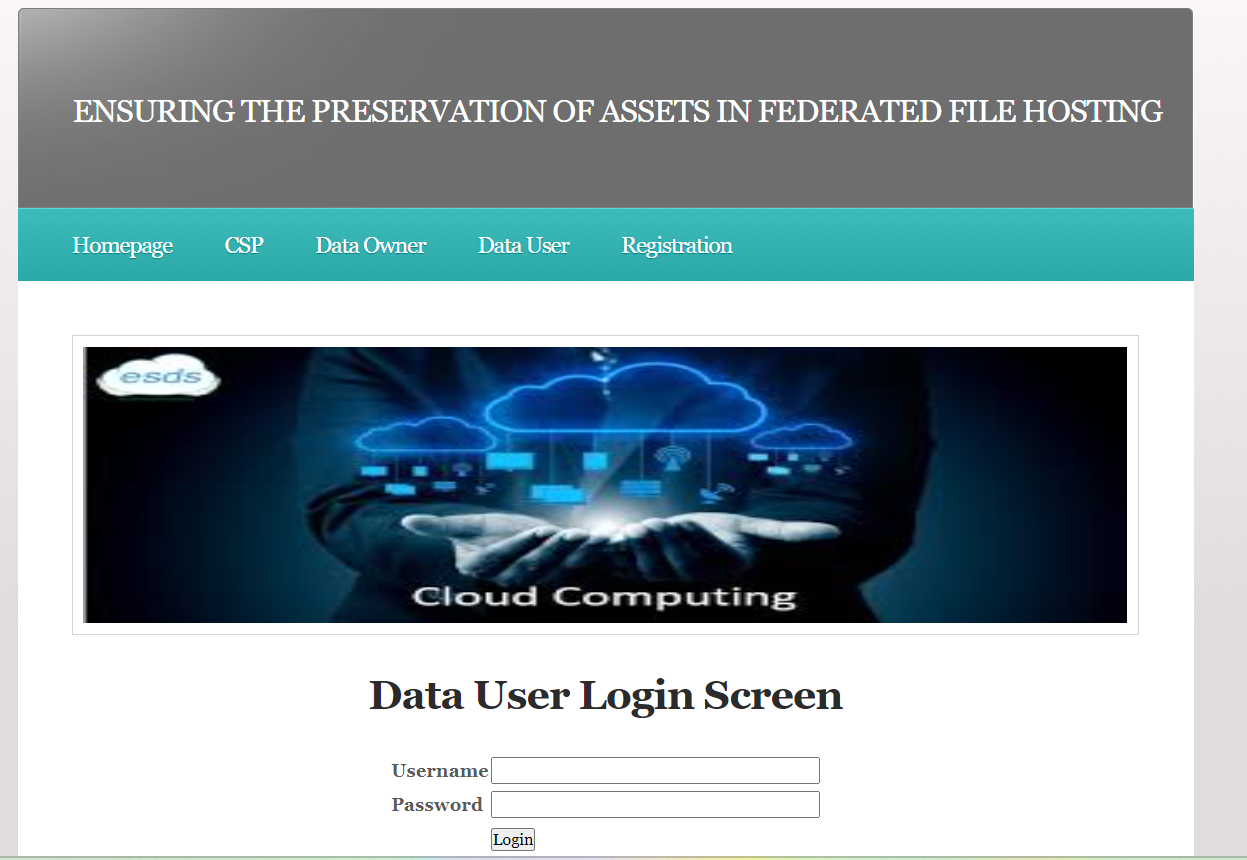 ENSURING THE PRESERVATION OF ASSETS IN FEDERATED FILE HOSTING
Homepage CSP Data Owner Data User Registration
esds
Cloud Computing
Data User Login Screen
Username
Password
Login